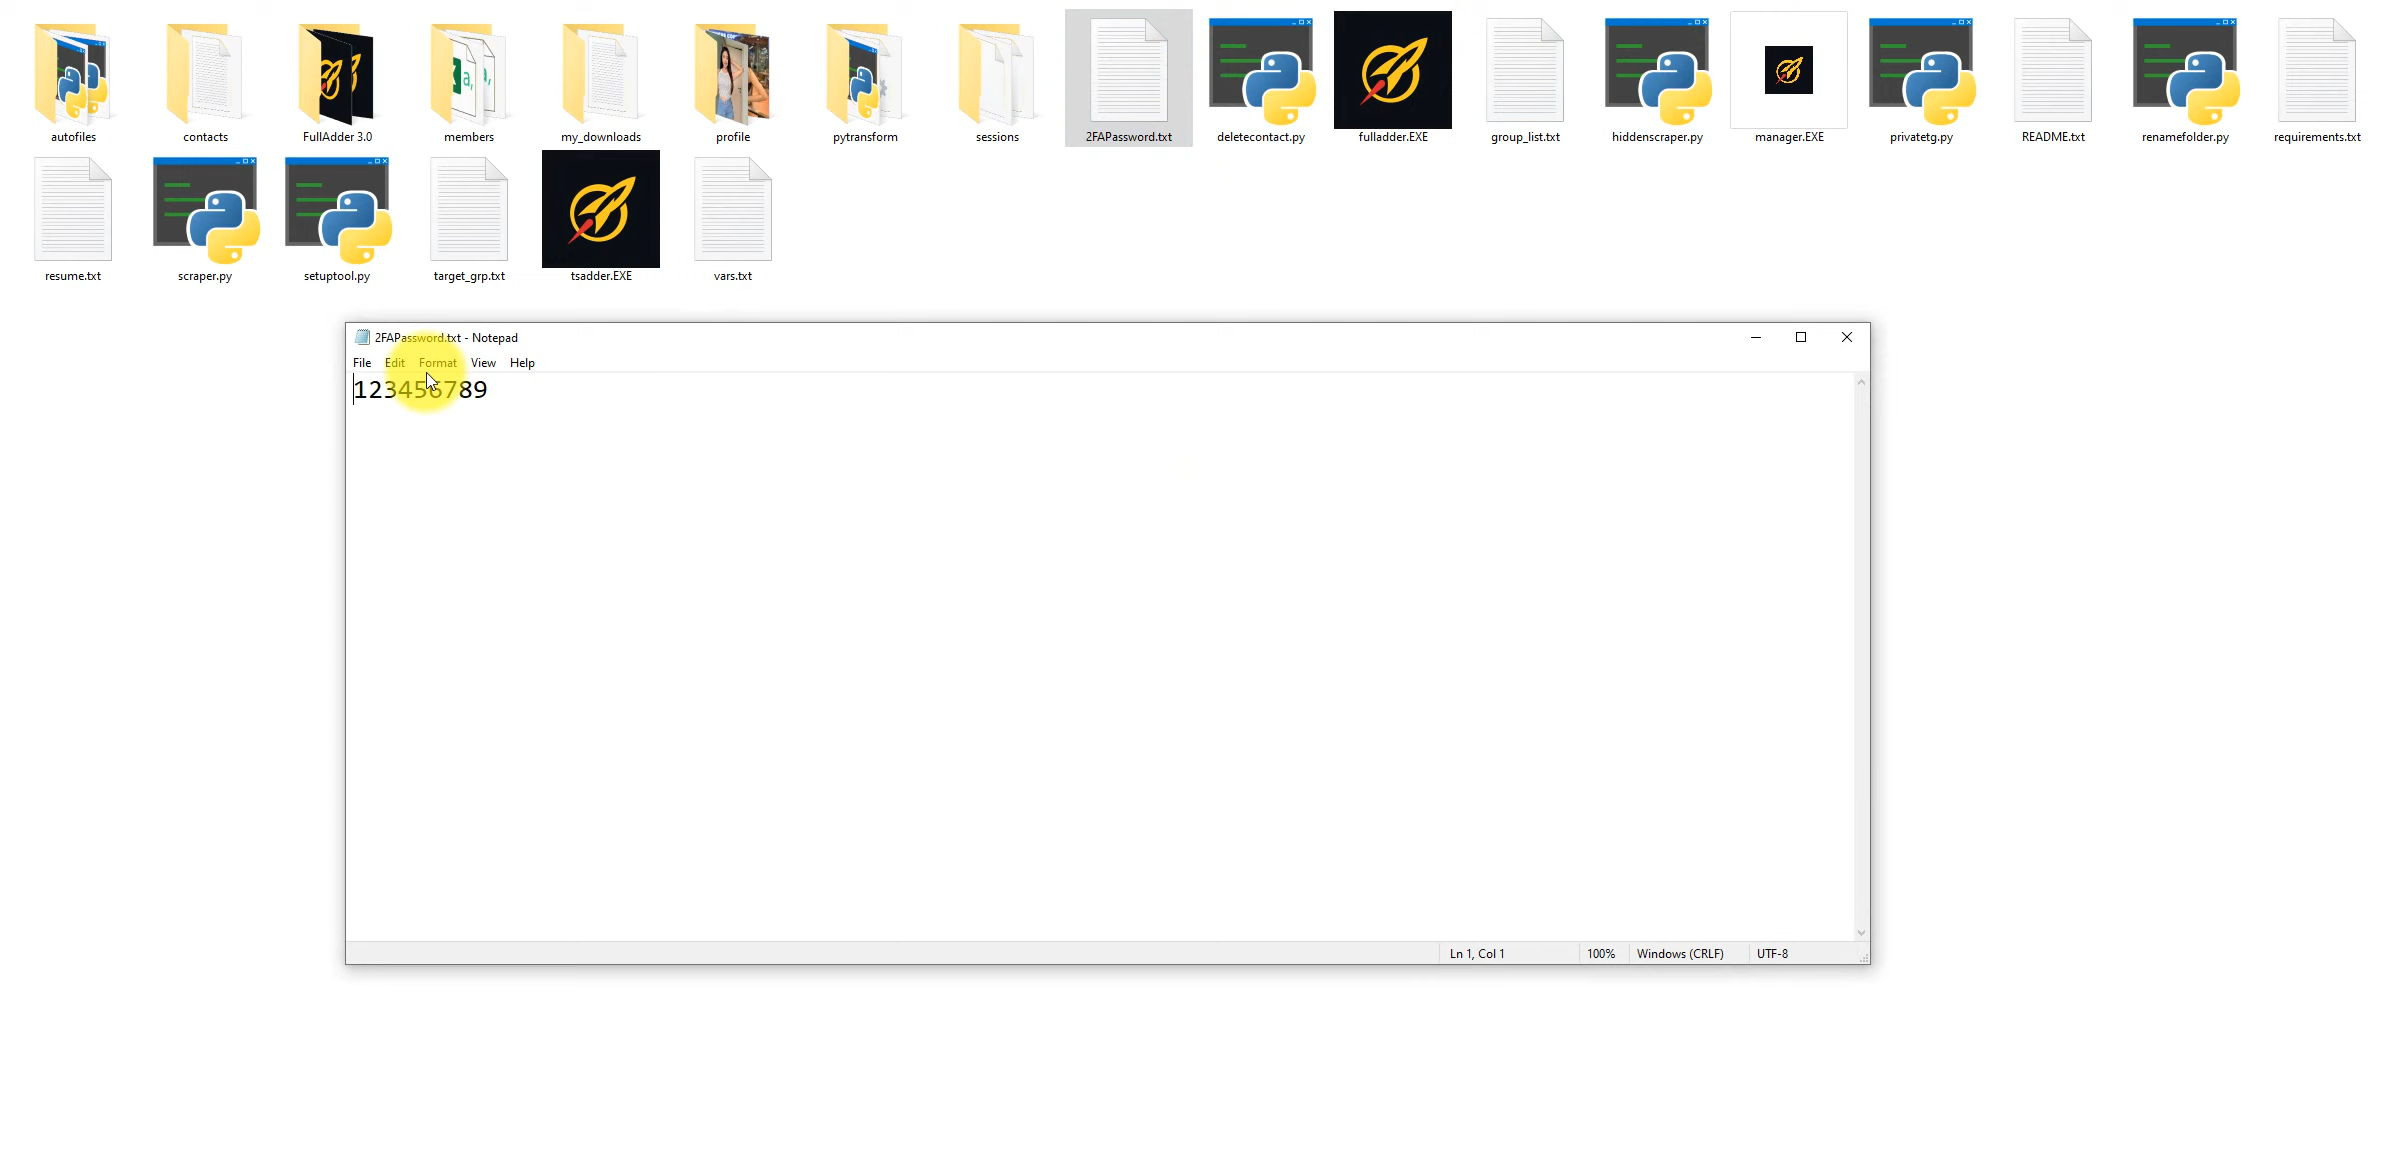 autofiles
contacts
FullAdder 3.0
members
my_downloads
profile
pytransform
sessions
2FAPassword.txt
deletecontact.py
fulladder.EXE
group_list.txt
hiddenscraper.py
manager.EXE
privatetg.py
README.txt
renamefolder.py
requirements.txt
resume.txt
scraper.py
setuptool.py
target_grp.txt
tsadder.EXE
vars.txt
2FAPassword.txt - Notepad
File Edit Format View Help
123456789
Ln 1, Col 1 100% Windows (CRLF) UTF-8